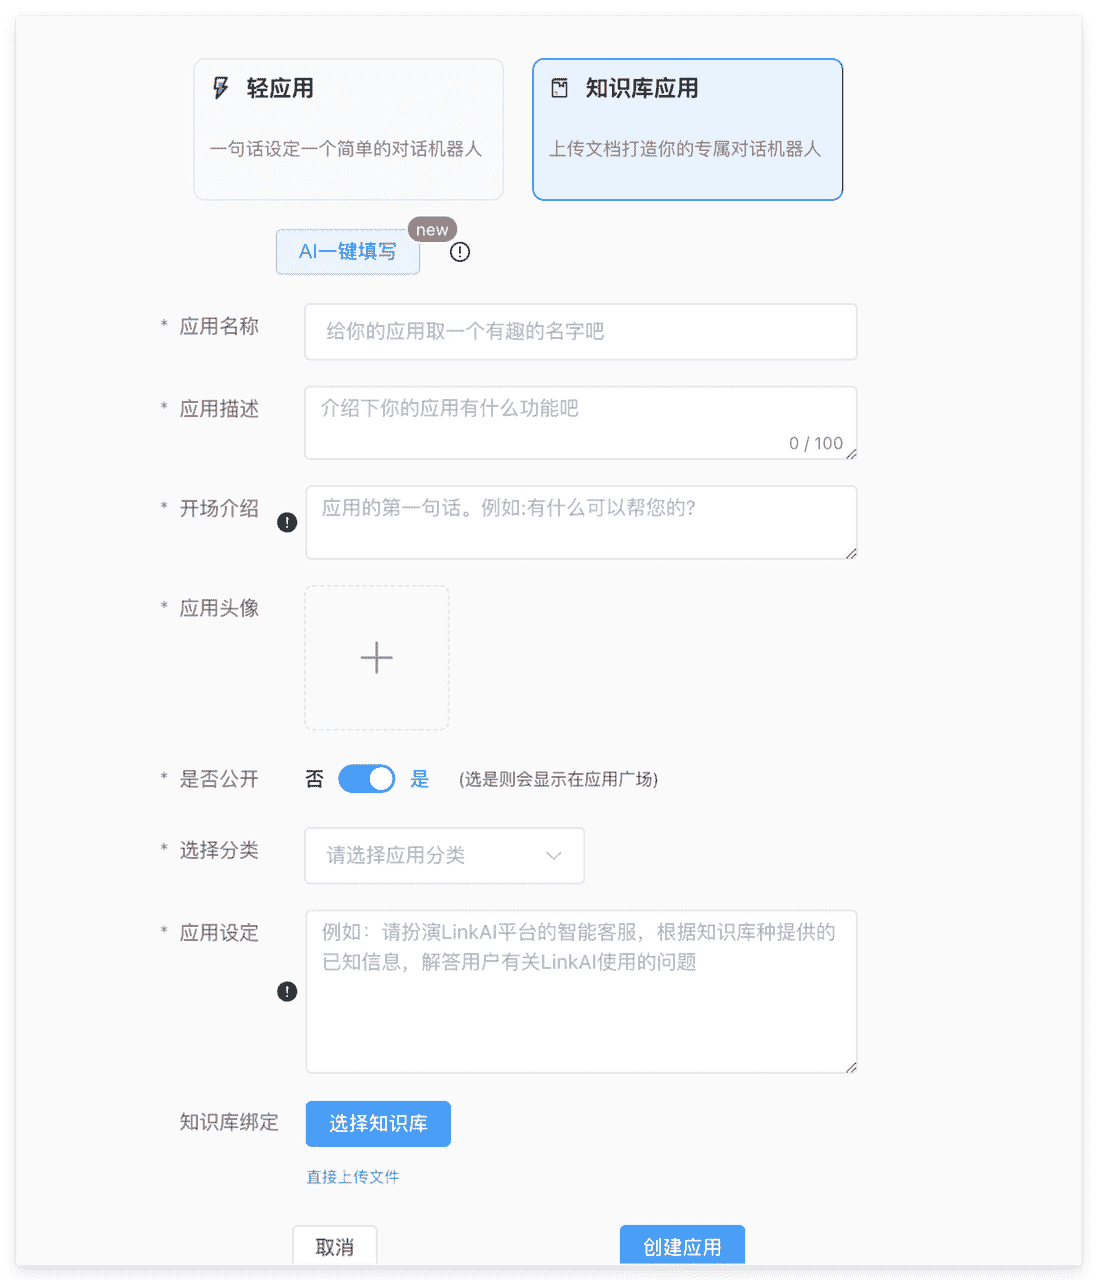 轻应用
一句话设定一个简单的对话机器人
知识库应用
上传文档打造你的专属对话机器人
AI一键填写
new
* 应用名称
给你的应用取一个有趣的名字吧
* 应用描述
介绍下你的应用有什么功能吧
0 / 100
* 开场介绍
应用的第一句话。例如:有什么可以帮您的?
* 应用头像
* 是否公开
否 是 (选是则会显示在应用广场)
* 选择分类
请选择应用分类
* 应用设定
例如：请扮演LinkAI平台的智能客服，根据知识库种提供的
已知信息，解答用户有关LinkAI使用的问题
知识库绑定
选择知识库
直接上传文件
取消
创建应用